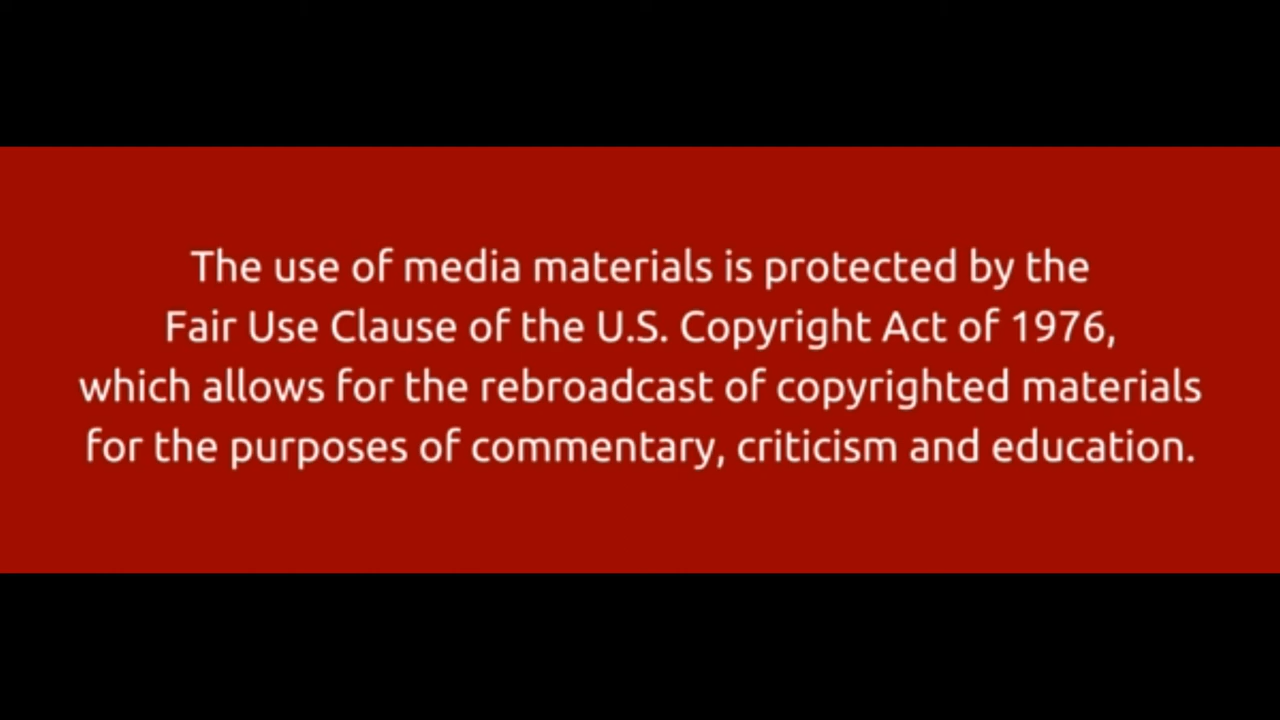 The use of media materials is protected by the
Fair Use Clause of the U.S. Copyright Act of 1976,
which allows for the rebroadcast of copyrighted materials
for the purposes of commentary, criticism and education.